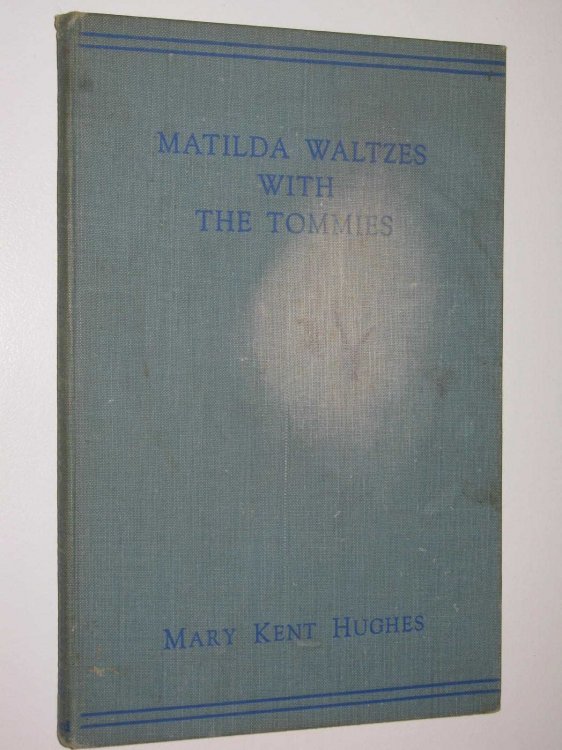 MATILDA WALTZES
WITH
THE TOMMIES
MARY KENT HUGHES